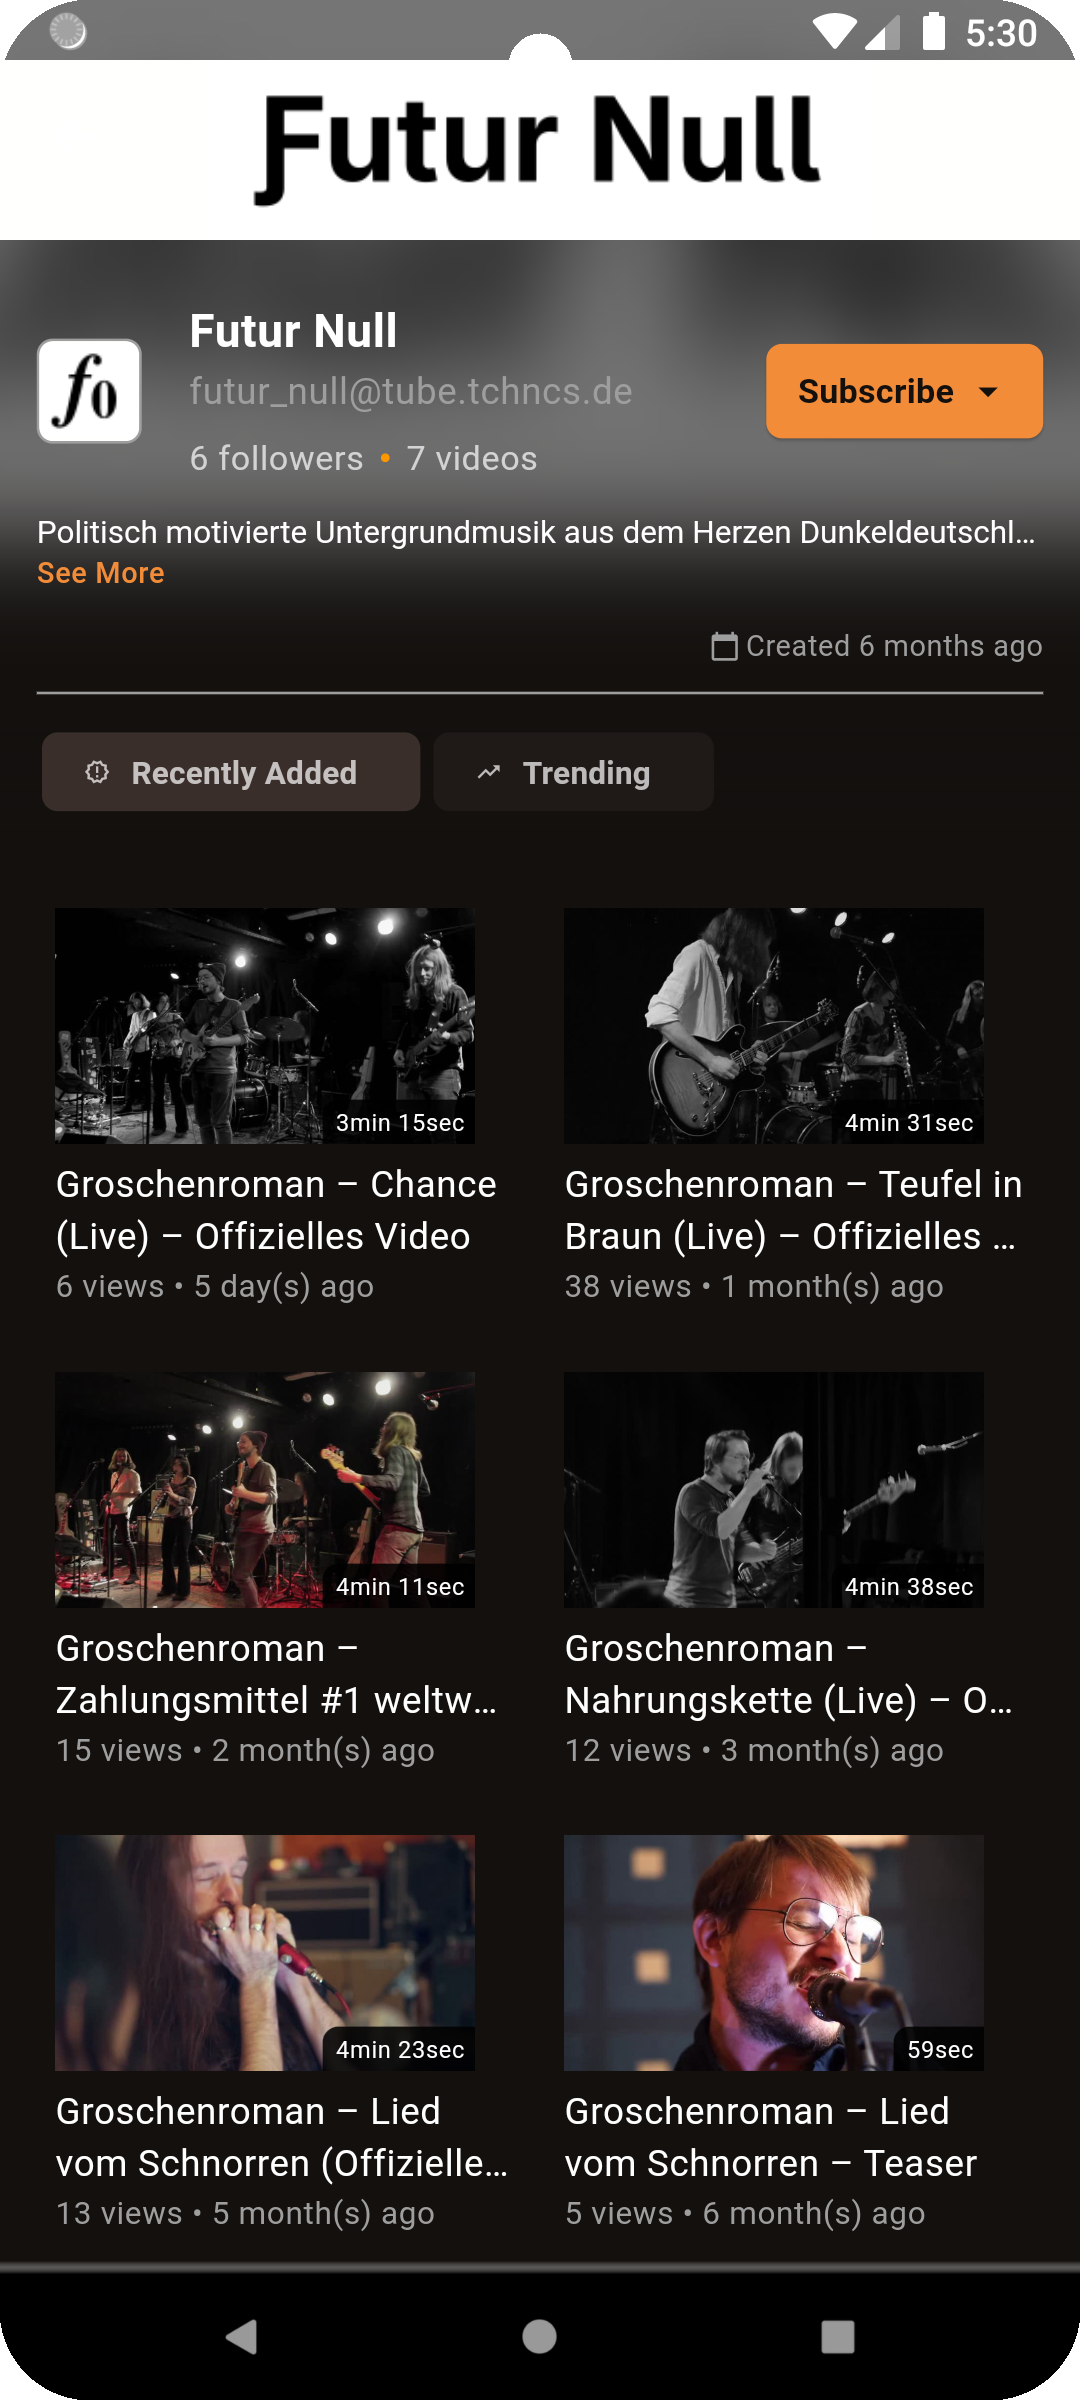 5:30
Futur Null
f0
Futur Null
futur_null@tube.tchncs.de
6 followers • 7 videos
Subscribe
Politisch motivierte Untergrundmusik aus dem Herzen Dunkeldeutschl...
See More
Created 6 months ago
Recently Added
Trending
3min 15sec
Groschenroman – Chance
(Live) – Offizielles Video
6 views • 5 day(s) ago
4min 31sec
Groschenroman – Teufel in
Braun (Live) – Offizielles ...
38 views • 1 month(s) ago
4min 11sec
Groschenroman –
Zahlungsmittel #1 weltw...
15 views • 2 month(s) ago
4min 38sec
Groschenroman –
Nahrungskette (Live) – O...
12 views • 3 month(s) ago
4min 23sec
Groschenroman – Lied
vom Schnorren (Offizielle...
13 views • 5 month(s) ago
59sec
Groschenroman – Lied
vom Schnorren – Teaser
5 views • 6 month(s) ago